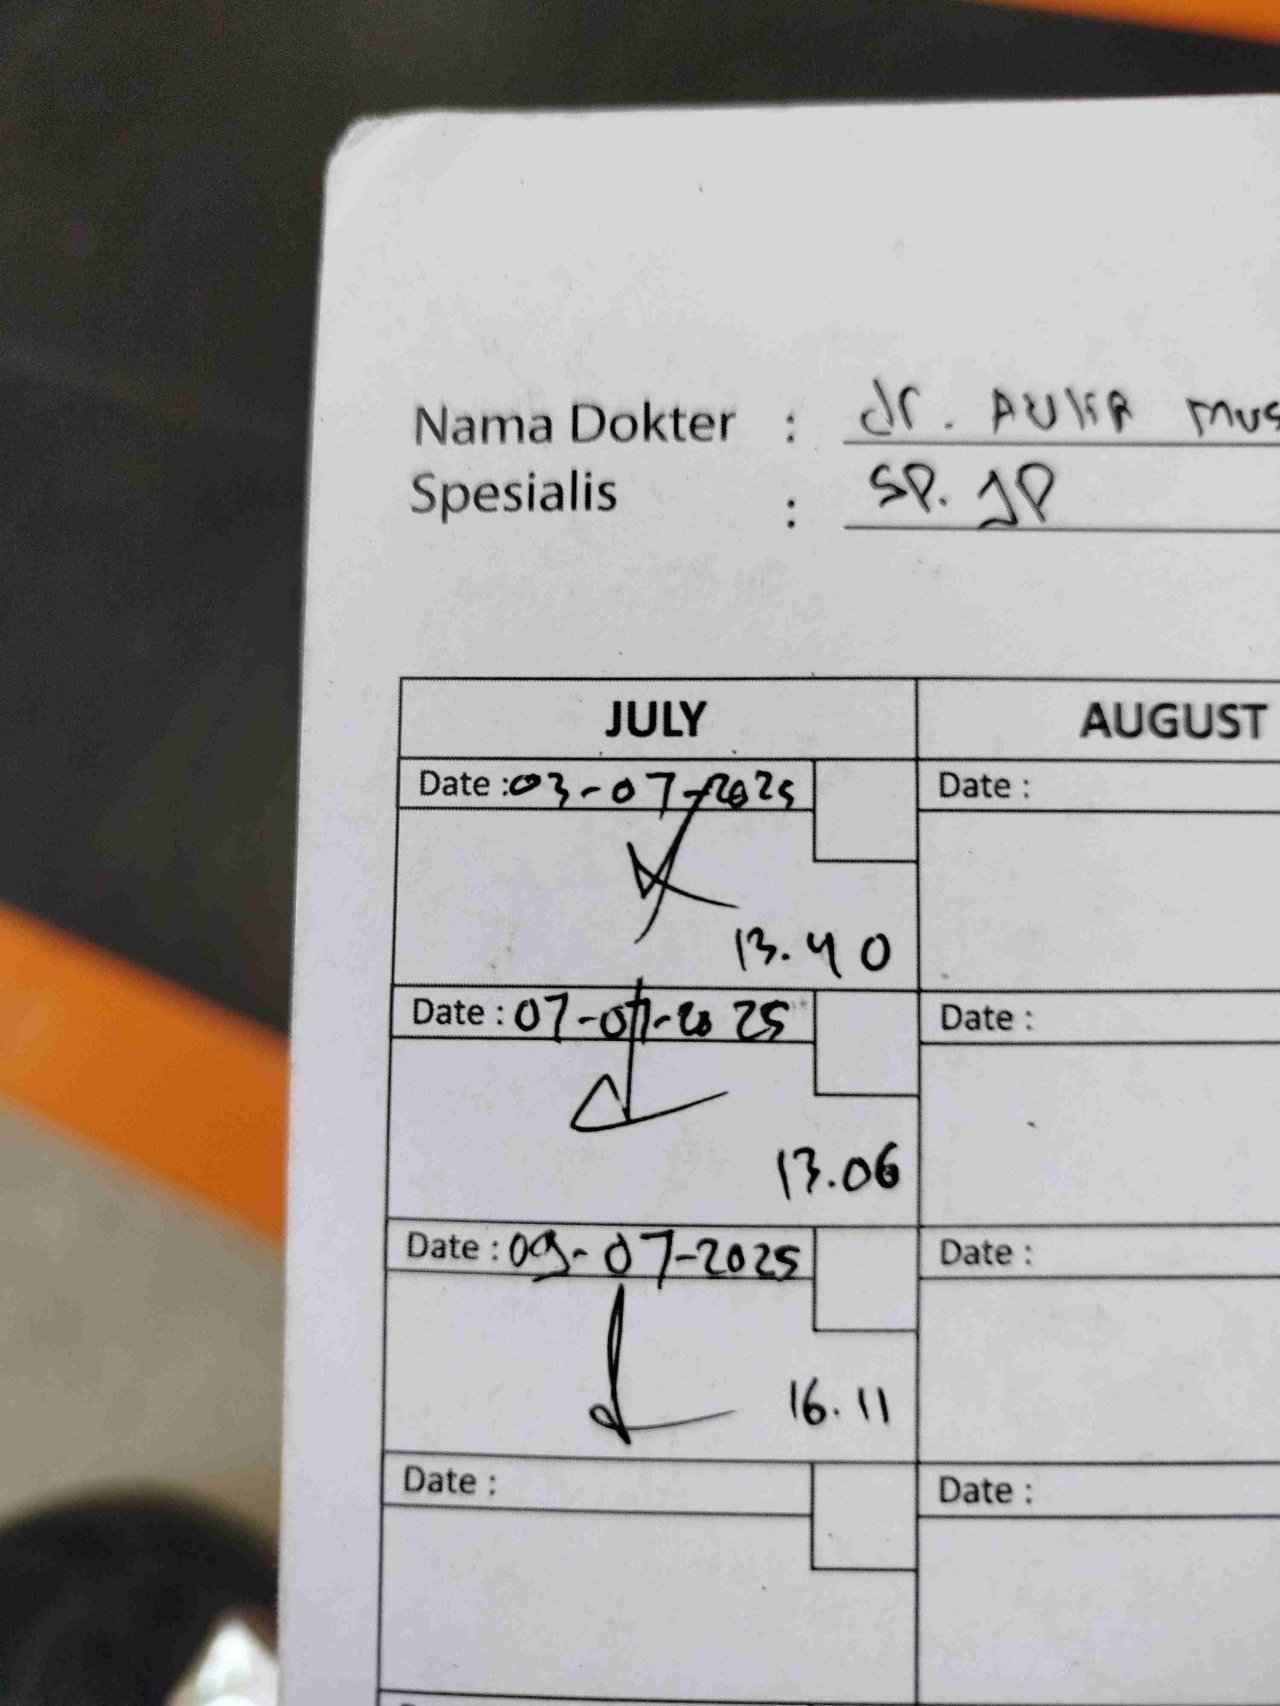 Nama Dokter : dr. AULIA Mus
Spesialis : SP. JP
JULY AUGUST
Date : 03-07-2025 Date :
13.40
Date : 07-07-2025 Date :
13.06
Date : 09-07-2025 Date :
16.11
Date : Date :